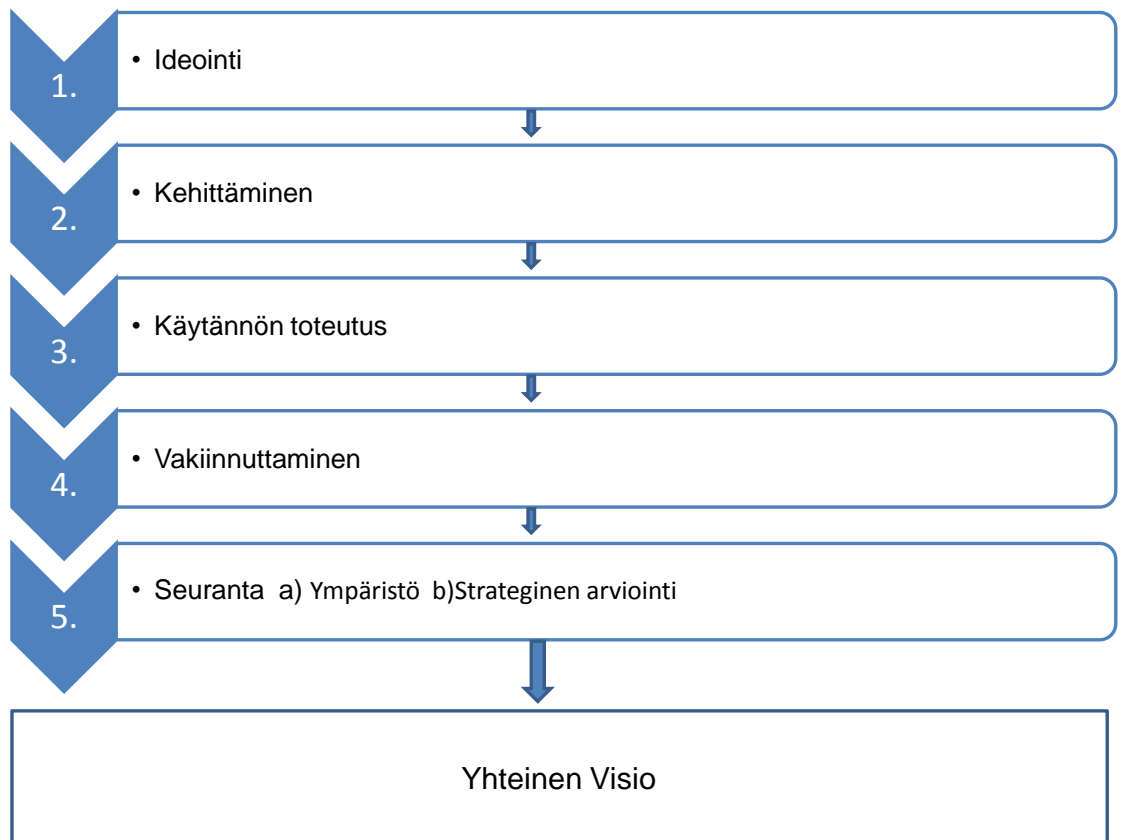 1.
• Ideointi
2.
• Kehittäminen
3.
• Käytännön toteutus
4.
• Vakiinnuttaminen
5.
• Seuranta a) Ympäristö b)Strateginen arviointi
Yhteinen Visio